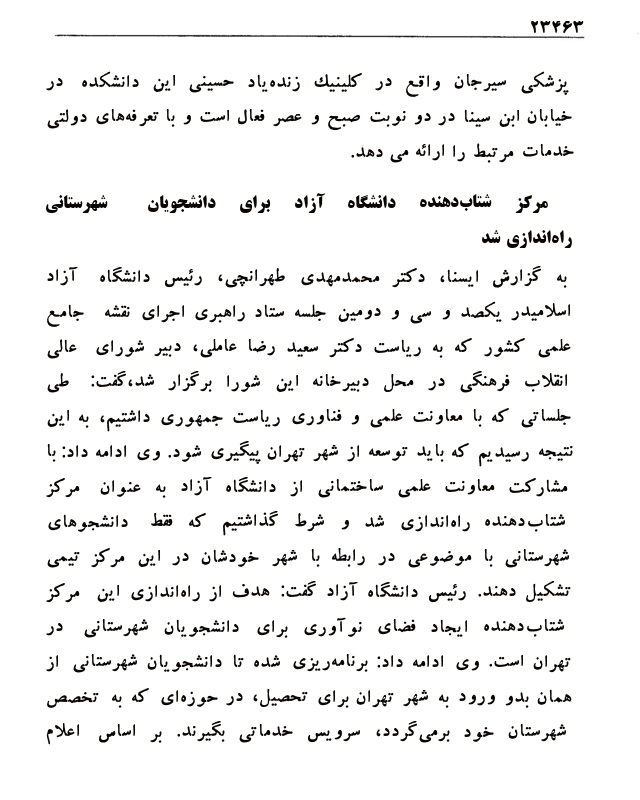 ۲۳۴۶۳
پزشکی سیرجان واقع در کلینیك زنده‌یاد حسینی این دانشکده در
خیابان ابن سینا در دو نوبت صبح و عصر فعال است و با تعرفه‌های دولتی
خدمات مرتبط را ارائه می دهد.
مرکز شتاب‌دهنده دانشگاه آزاد برای دانشجویان شهرستانی
راه‌اندازی شد
به گزارش ایسنا، دکتر محمدمهدی طهرانچی، رئیس دانشگاه آزاد
اسلامیدر یکصد و سی و دومین جلسه ستاد راهبری اجرای نقشه جامع
علمی کشور که به ریاست دکتر سعید رضا عاملی، دبیر شورای عالی
انقلاب فرهنگی در محل دبیرخانه این شورا برگزار شد،گفت: طی
جلساتی که با معاونت علمی و فناوری ریاست جمهوری داشتیم، به این
نتیجه رسیدیم که باید توسعه از شهر تهران پیگیری شود. وی ادامه داد: با
مشارکت معاونت علمی ساختمانی از دانشگاه آزاد به عنوان مرکز
شتاب‌دهنده راه‌اندازی شد و شرط گذاشتیم که فقط دانشجوهای
شهرستانی با موضوعی در رابطه با شهر خودشان در این مرکز تیمی
تشکیل دهند. رئیس دانشگاه آزاد گفت: هدف از راه‌اندازی این مرکز
شتاب‌دهنده ایجاد فضای نوآوری برای دانشجویان شهرستانی در
تهران است. وی ادامه داد: برنامه‌ریزی شده تا دانشجویان شهرستانی از
همان بدو ورود به شهر تهران برای تحصیل، در حوزه‌ای که به تخصص
شهرستان خود برمی‌گردد، سرویس خدماتی بگیرند. بر اساس اعلام